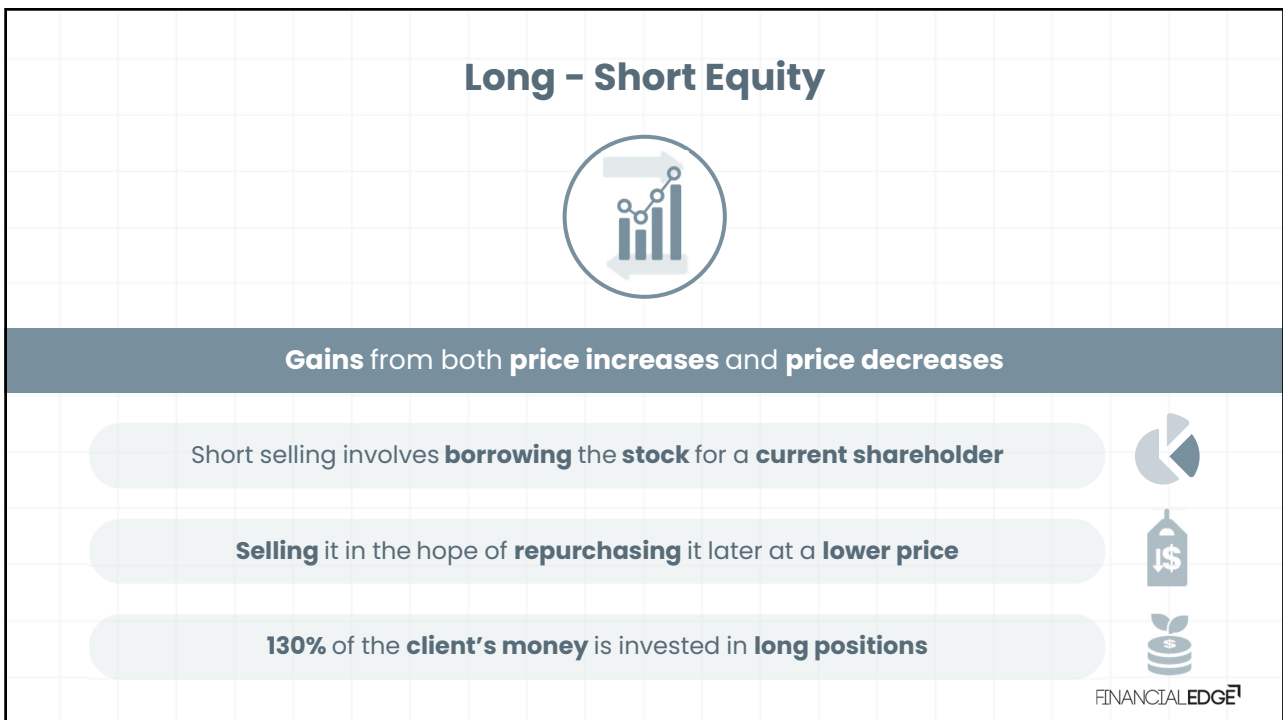 Long - Short Equity
Gains from both price increases and price decreases
Short selling involves borrowing the stock for a current shareholder
Selling it in the hope of repurchasing it later at a lower price
$
130% of the client's money is invested in long positions
$
FINANCIALEDGE